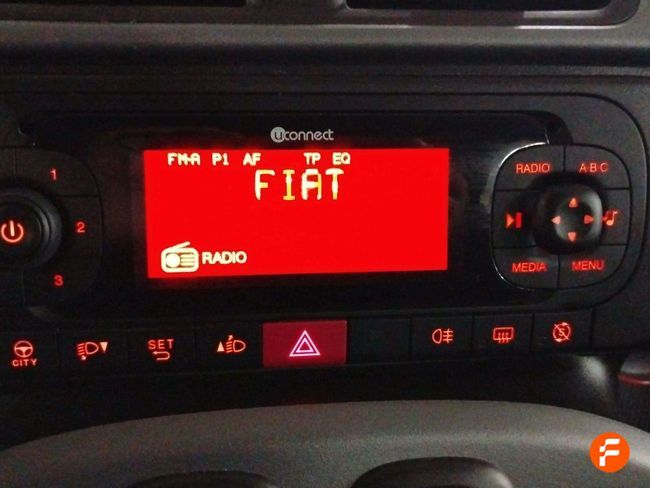 uconnect
FM-A P1 AF TP EQ
FIAT
RADIO
1
2
3
RADIO
A·B·C
MEDIA
MENU
CITY
SET